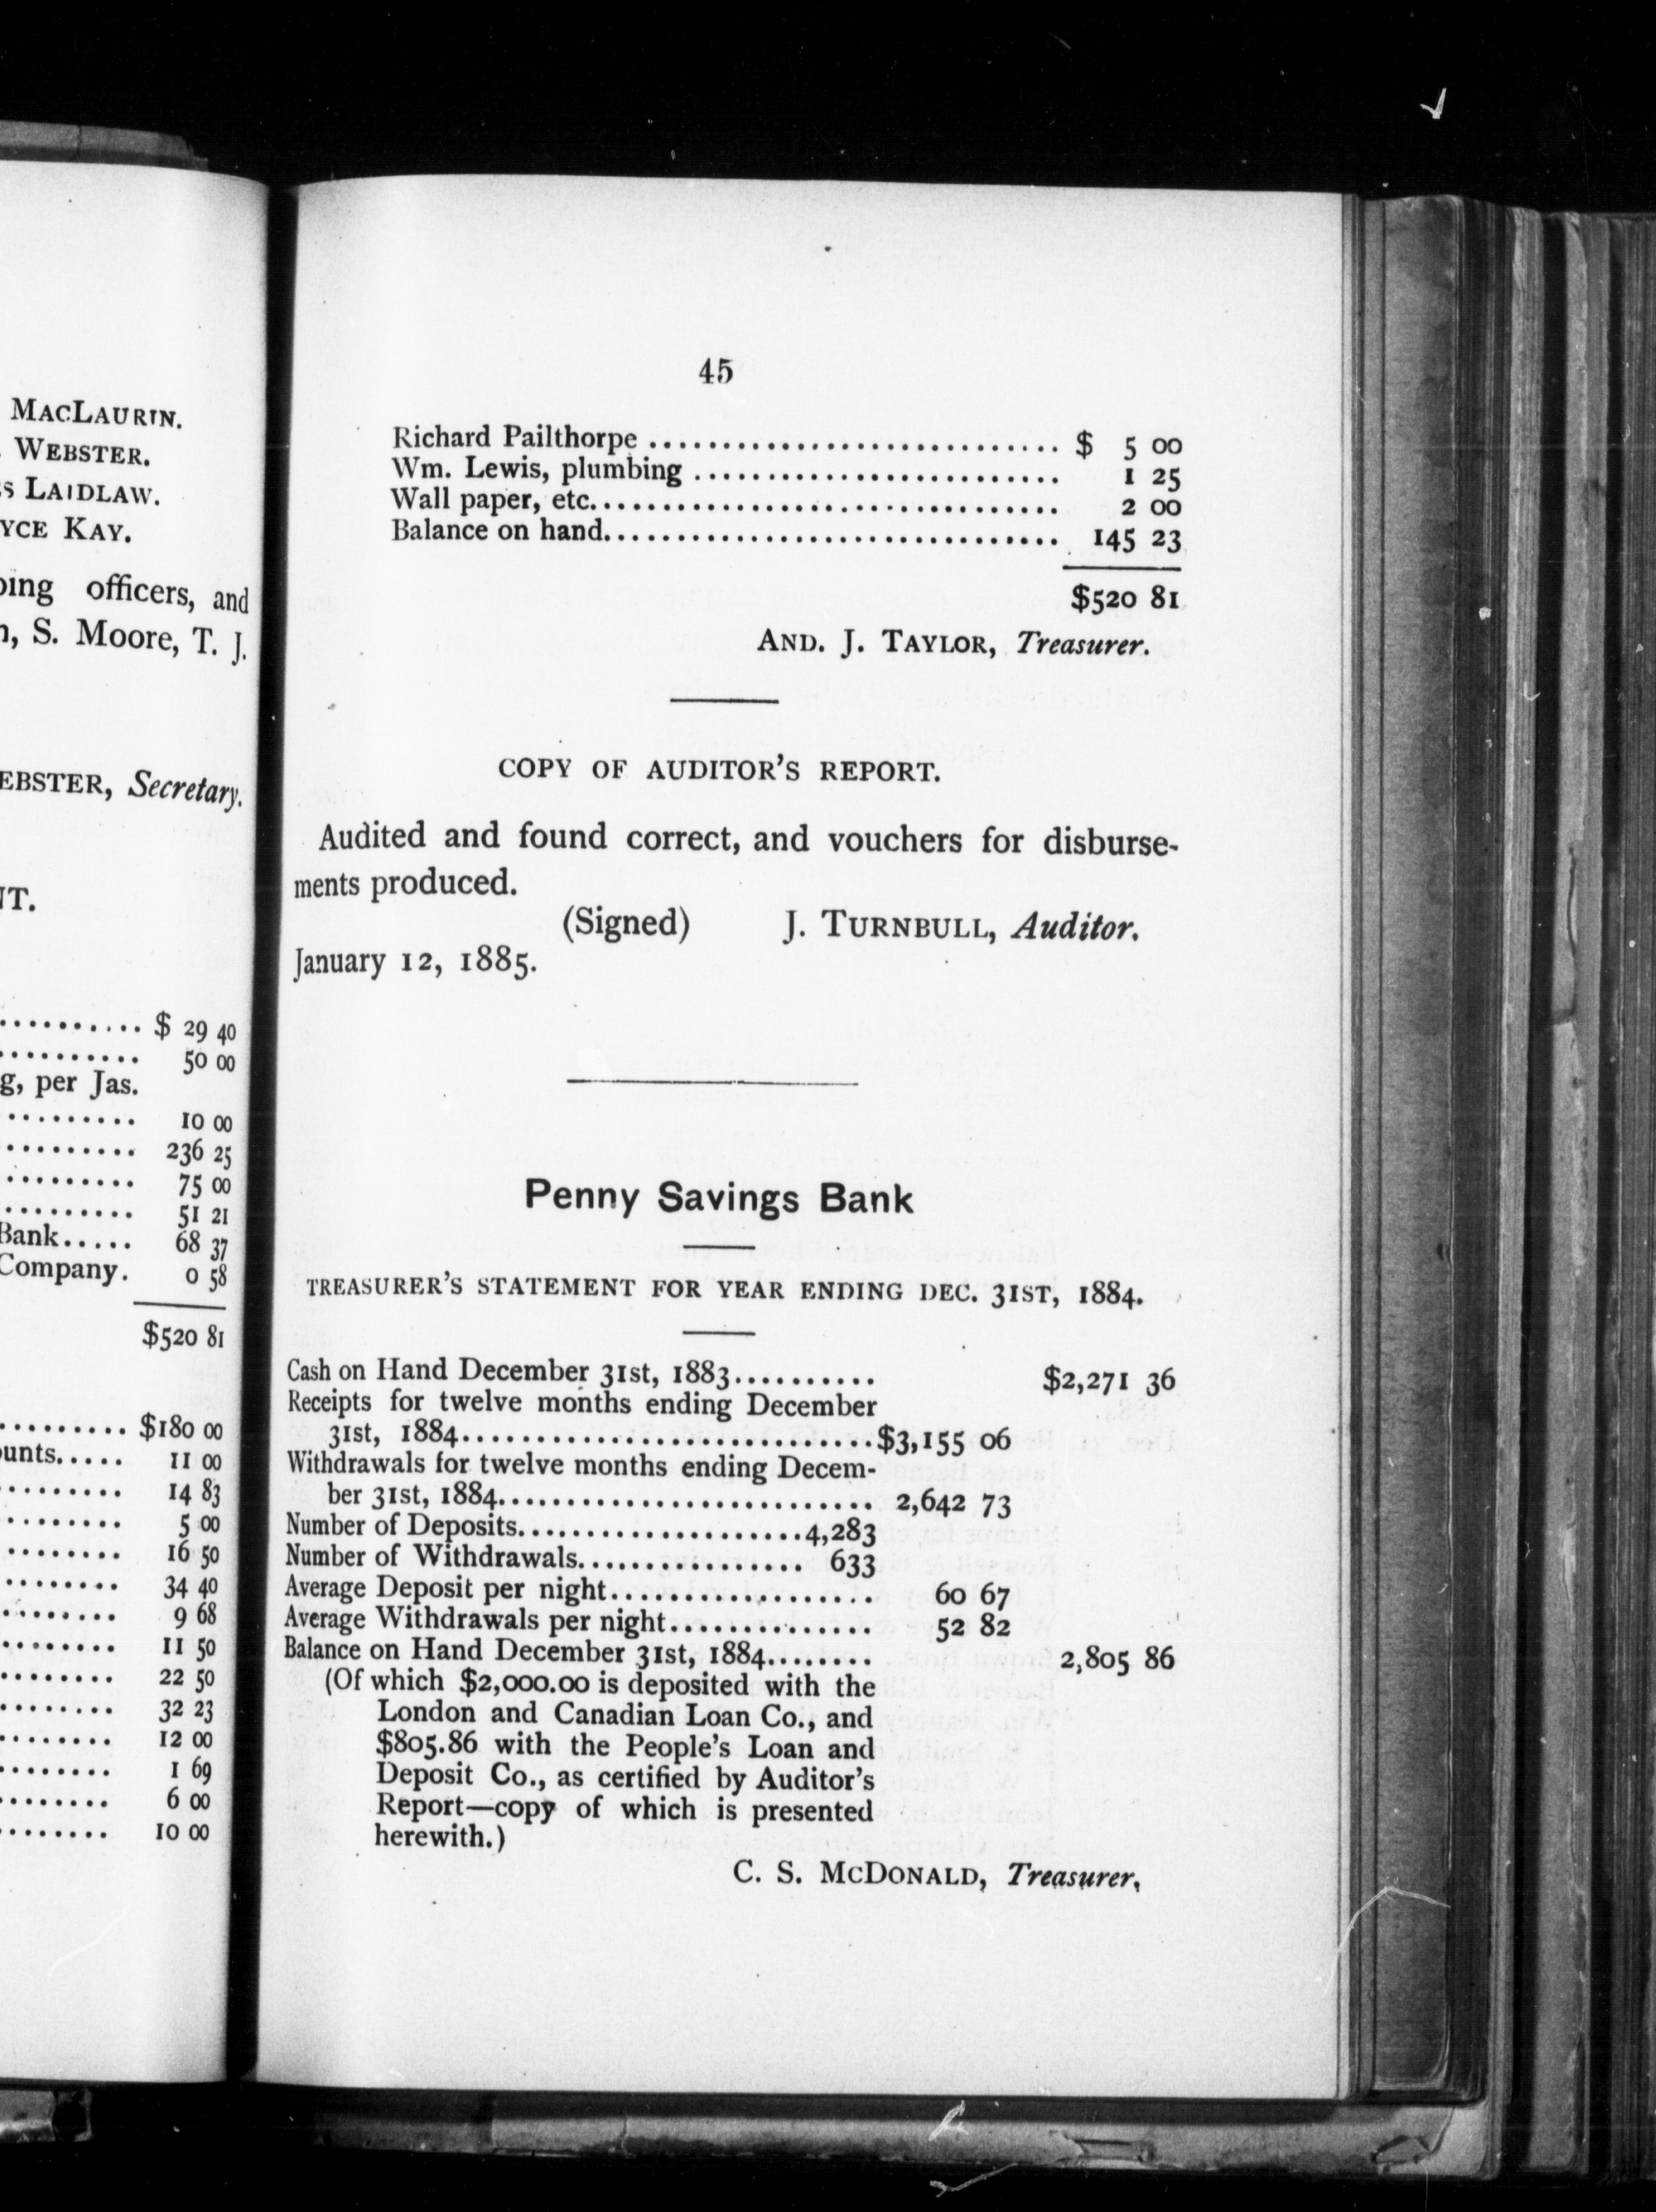 MACLAURIN.
WEBSTER.
LAIDLAW.
KAY.
officers, and
S. Moore, T. J.
Secretary.
$ 29 40
50 00
per Jas.
10 00
236 25
75 00
51 21
Bank..... 68 37
Company. 0 58
$520 81
$180 00
11 00
14 83
5 00
16 50
34 40
9 68
11 50
22 50
32 23
12 00
1 69
6 00
10 00
45
Richard Pailthorpe ............................ $ 5 00
Wm. Lewis, plumbing ......................... 1 25
Wall paper, etc................................ 2 00
Balance on hand............................... 145 23
$520 81
AND. J. TAYLOR, Treasurer.
COPY OF AUDITOR'S REPORT.
Audited and found correct, and vouchers for disburse-
ments produced.
(Signed) J. TURNBULL, Auditor.
January 12, 1885.
Penny Savings Bank
TREASURER'S STATEMENT FOR YEAR ENDING DEC. 31ST, 1884.
Cash on Hand December 31st, 1883.......... $2,271 36
Receipts for twelve months ending December
31st, 1884.............................$3,155 06
Withdrawals for twelve months ending Decem-
ber 31st, 1884........................... 2,642 73
Number of Deposits....................4,283
Number of Withdrawals................ 633
Average Deposit per night................... 60 67
Average Withdrawals per night............... 52 82
Balance on Hand December 31st, 1884........ 2,805 86
(Of which $2,000.00 is deposited with the
London and Canadian Loan Co., and
$805.86 with the People's Loan and
Deposit Co., as certified by Auditor's
Report—copy of which is presented
herewith.)
C. S. MCDONALD, Treasurer.